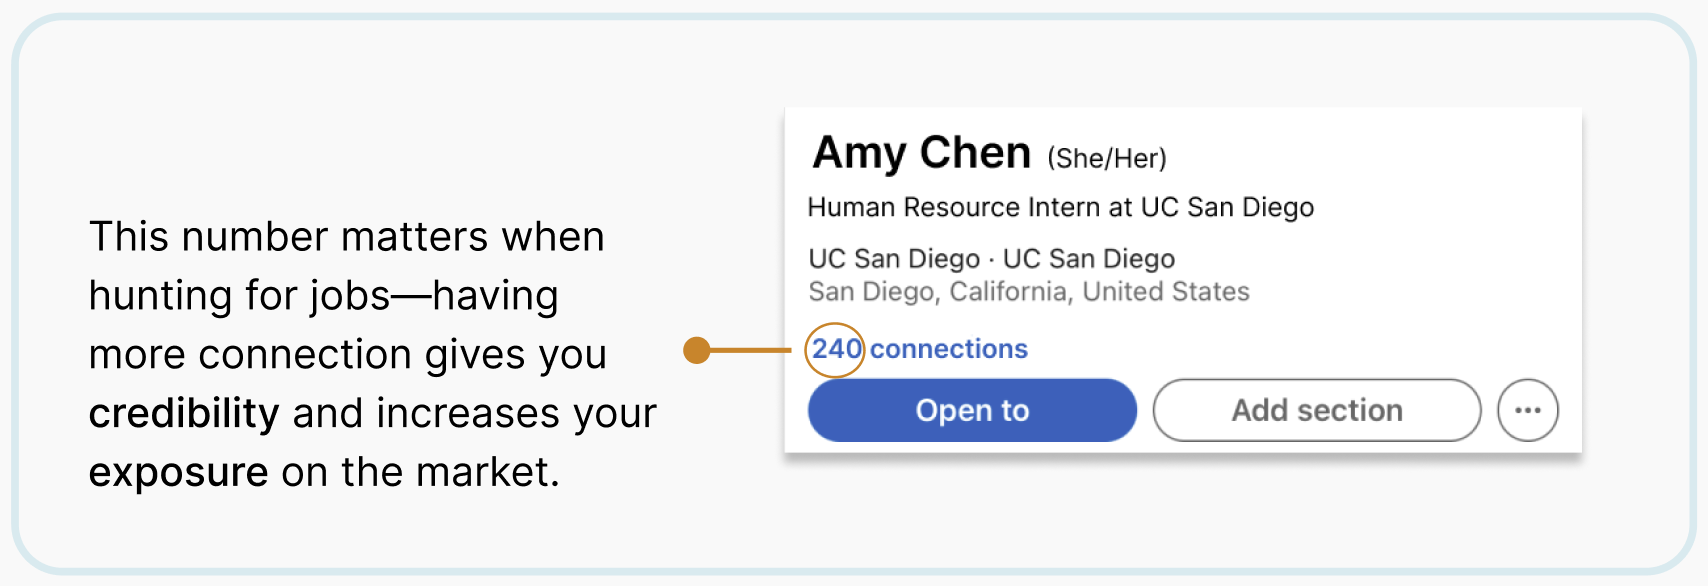 This number matters when
hunting for jobs—having
more connection gives you
credibility and increases your
exposure on the market.
Amy Chen (She/Her)
Human Resource Intern at UC San Diego
UC San Diego · UC San Diego
San Diego, California, United States
240 connections
Open to
Add section
...